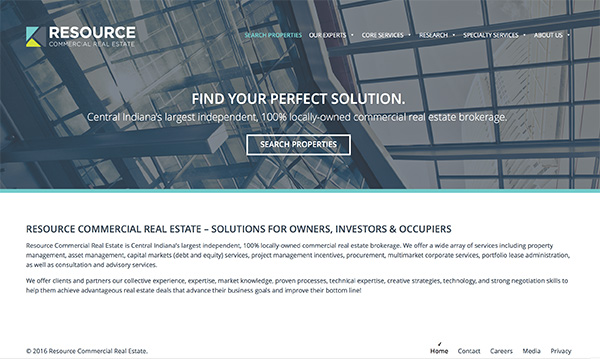 RESOURCE
COMMERCIAL REAL ESTATE
SEARCH PROPERTIES OUR EXPERTS CORE SERVICES RESEARCH SPECIALTY SERVICES ABOUT US
FIND YOUR PERFECT SOLUTION.
Central Indiana's largest independent, 100% locally-owned commercial real estate brokerage.
SEARCH PROPERTIES
RESOURCE COMMERCIAL REAL ESTATE – SOLUTIONS FOR OWNERS, INVESTORS & OCCUPIERS
Resource Commercial Real Estate is Central Indiana's largest independent, 100% locally owned commercial real estate brokerage. We offer a wide array of services including property
management, asset management, capital markets (debt and equity) services, project management incentives, procurement, multimarket corporate services, portfolio lease administration,
as well as consultation and advisory services.
We offer clients and partners our collective experience, expertise, market knowledge, proven processes, technical expertise, creative strategies, technology, and strong negotiation skills to
help them achieve advantageous real estate deals that advance their business goals and improve their bottom line!
© 2016 Resource Commercial Real Estate. Home Contact Careers Media Privacy